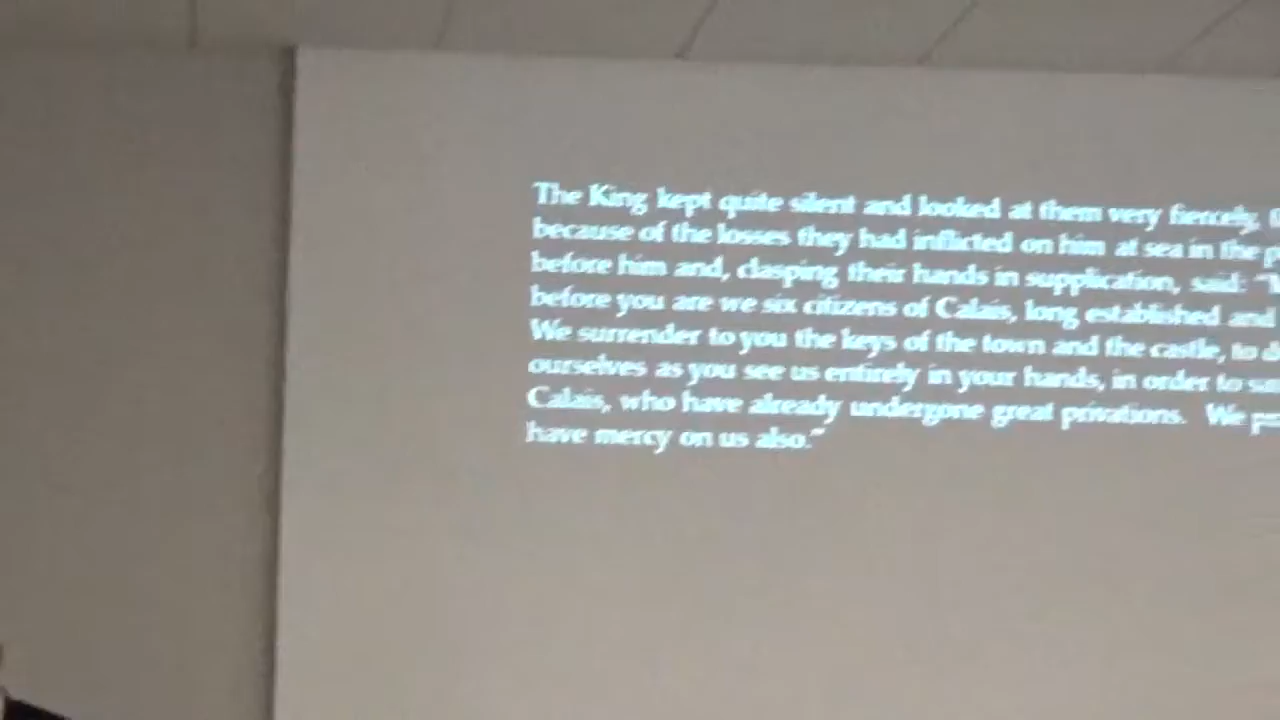 The King kept quite silent and looked at them very fiercely,
because of the losses they had inflicted on him at sea in the
before him and, clasping their hands in supplication, said:
before you are we six citizens of Calais, long established and
We surrender to you the keys of the town and the castle, to
ourselves as you see us entirely in your hands, in order to
Calais, who have already undergone great privations. We
have mercy on us also."